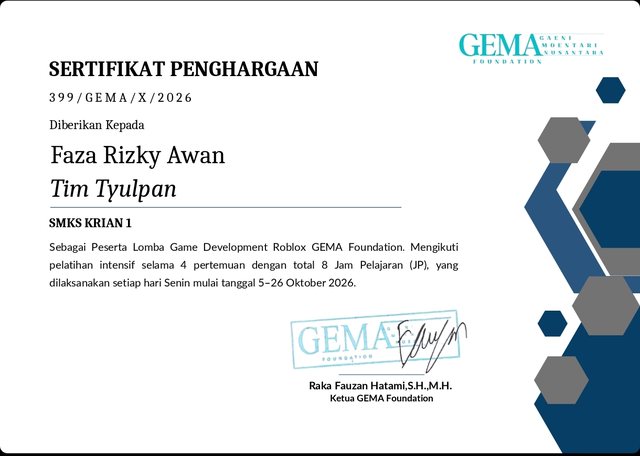 GEMA GAENI
MOENTARI
NUSANTARA
FOUNDATION
SERTIFIKAT PENGHARGAAN
399/GEMA/X/2026
Diberikan Kepada
Faza Rizky Awan
Tim Tyulpan
SMKS KRIAN 1
Sebagai Peserta Lomba Game Development Roblox GEMA Foundation. Mengikuti
pelatihan intensif selama 4 pertemuan dengan total 8 Jam Pelajaran (JP), yang
dilaksanakan setiap hari Senin mulai tanggal 5–26 Oktober 2026.
GEMA
FOUNDATION
Raka Fauzan Hatami,S.H.,M.H.
Ketua GEMA Foundation